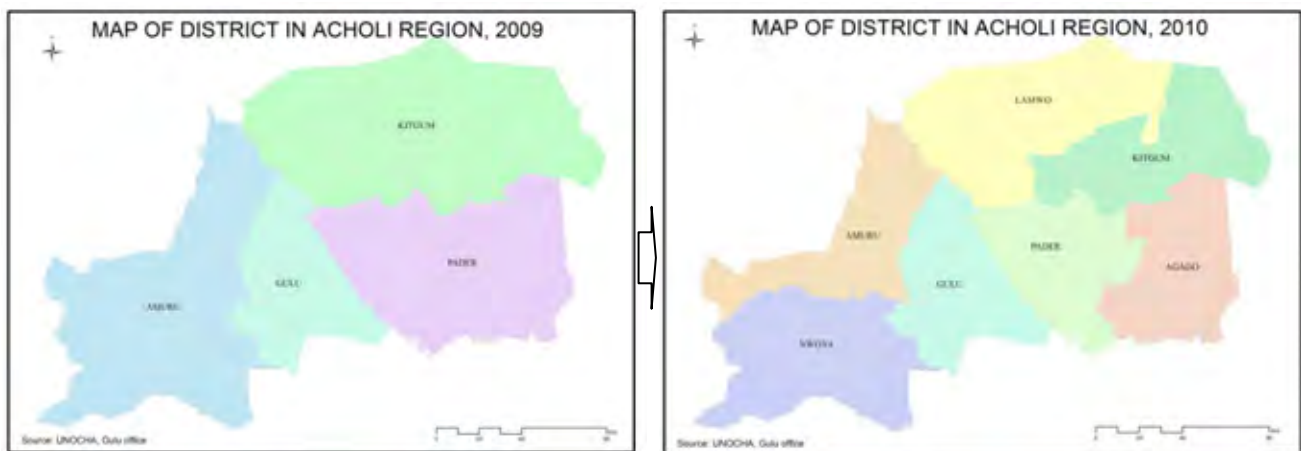 MAP OF DISTRICT IN ACHOLI REGION, 2009
KITGUM
PADER
GULU
AMURU
Source: UNOCHA, Gulu office
MAP OF DISTRICT IN ACHOLI REGION, 2010
LAMWO
KITGUM
AMURU
PADER
AGAGO
GULU
NWOYA
Source: UNOCHA, Gulu office